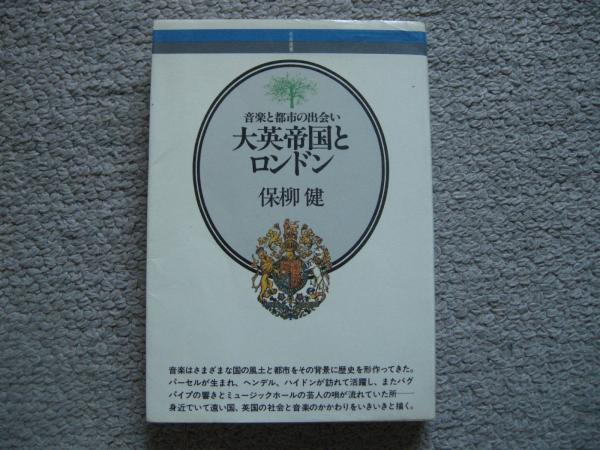 音楽と都市の出会い
大英帝国と
ロンドン
保柳 健
音楽はさまざまな国の風土と都市をその背景に歴史を形作ってきた。
パーセルが生まれ、ヘンデル、ハイドンが訪れて活躍し、またバグ
パイプの響きとミュージックホールの芸人の唄が流れていた所──
身近でいて遠い国、英国の社会と音楽のかかわりをいきいきと描く。